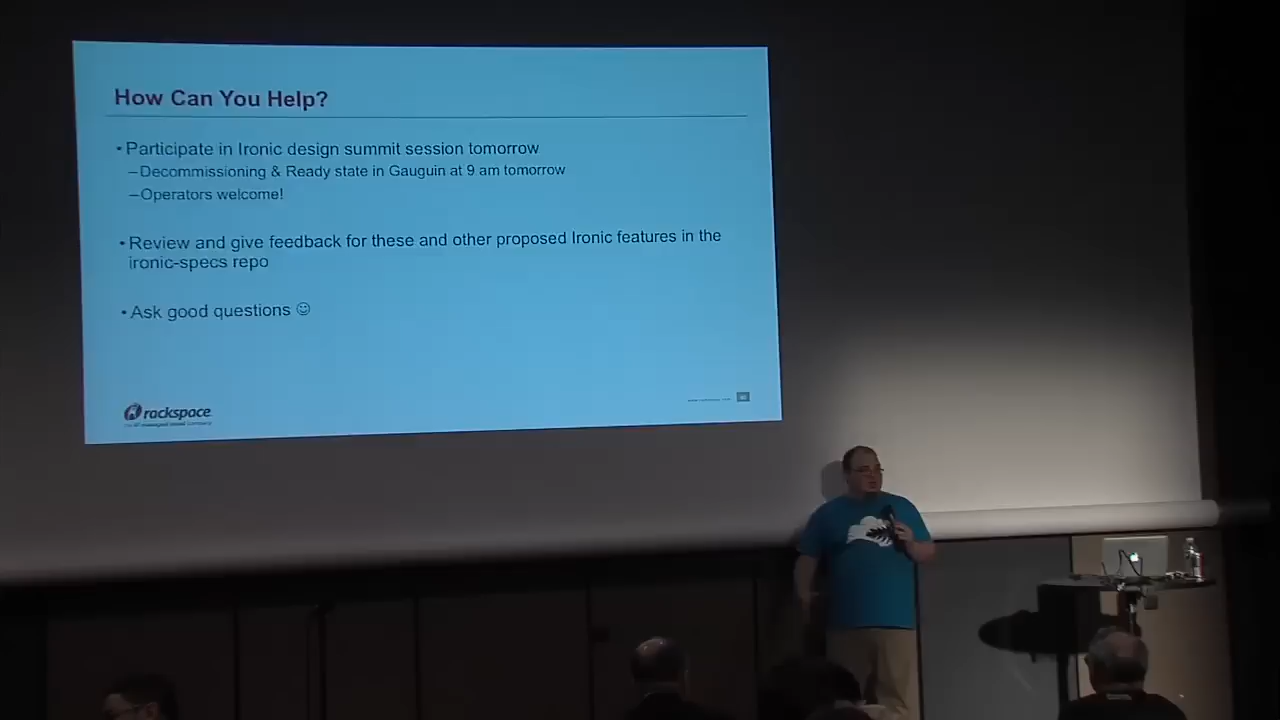 How Can You Help?
• Participate in Ironic design summit session tomorrow
–Decommissioning & Ready state in Gauguin at 9 am tomorrow
–Operators welcome!
• Review and give feedback for these and other proposed Ironic features in the
ironic-specs repo
• Ask good questions ☺
rackspace